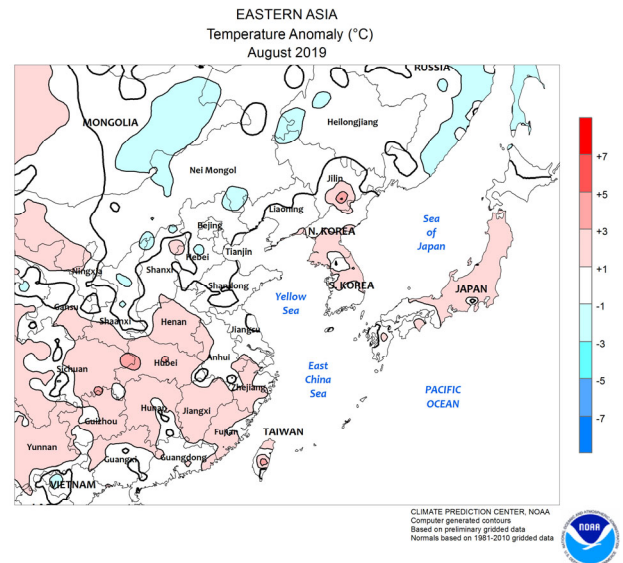 EASTERN ASIA
Temperature Anomaly (°C)
August 2019
RUSSIA
MONGOLIA
Heilongjiang
Nei Mongol
Jilin
Liaoning
Bejing
N. KOREA
Sea
of
Japan
Hebei
Tianjin
Ningxia
Shanxi
Shandong
S. KOREA
JAPAN
Yellow
Sea
Gansu
Shaanxi
Henan
Jiangsu
Sichuan
Hubei
Anhui
East
China
Sea
Zhejiang
PACIFIC
OCEAN
Hunan
Jiangxi
Guizhou
Fujian
TAIWAN
Yunnan
Guangxi
Guangdong
VIETNAM
+7
+5
+3
+1
-1
-3
-5
-7
CLIMATE PREDICTION CENTER, NOAA
Computer generated contours
Based on preliminary gridded data
Normals based on 1981-2010 gridded data
NOAA